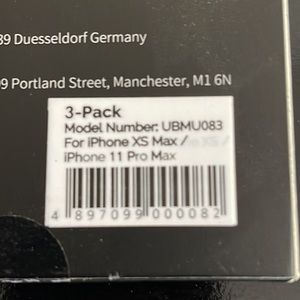 39 Duesseldorf Germany
99 Portland Street, Manchester, M1 6N
3-Pack
Model Number: UBMU083
For iPhone XS Max /
iPhone 11 Pro Max
4 897099 000082